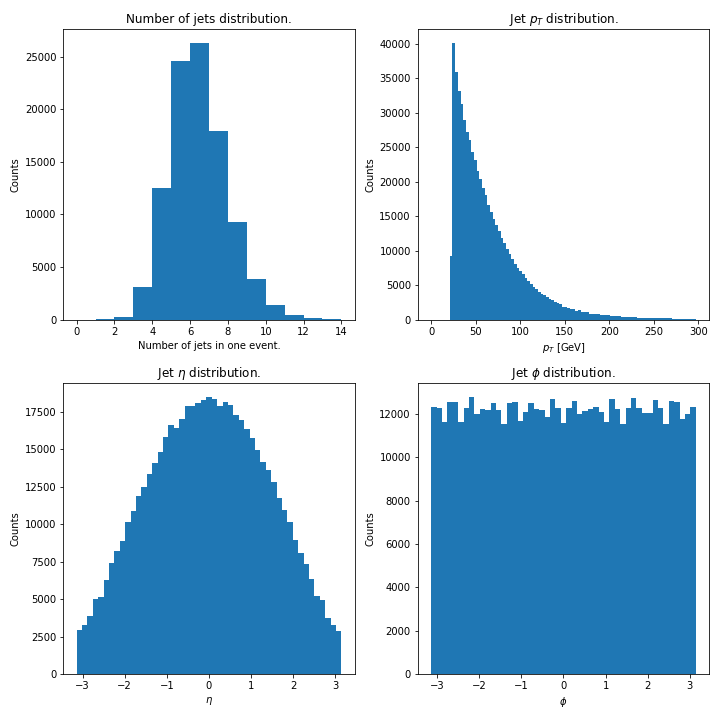 Number of jets distribution.
25000
20000
15000
10000
5000
0
Counts
0 2 4 6 8 10 12 14
Number of jets in one event.
Jet $p_T$ distribution.
40000
35000
30000
25000
20000
15000
10000
5000
0
Counts
0 50 100 150 200 250 300
$p_T$ [GeV]
Jet η distribution.
17500
15000
12500
10000
7500
5000
2500
0
Counts
−3 −2 −1 0 1 2 3
η
Jet ϕ distribution.
12000
10000
8000
6000
4000
2000
0
Counts
−3 −2 −1 0 1 2 3
ϕ